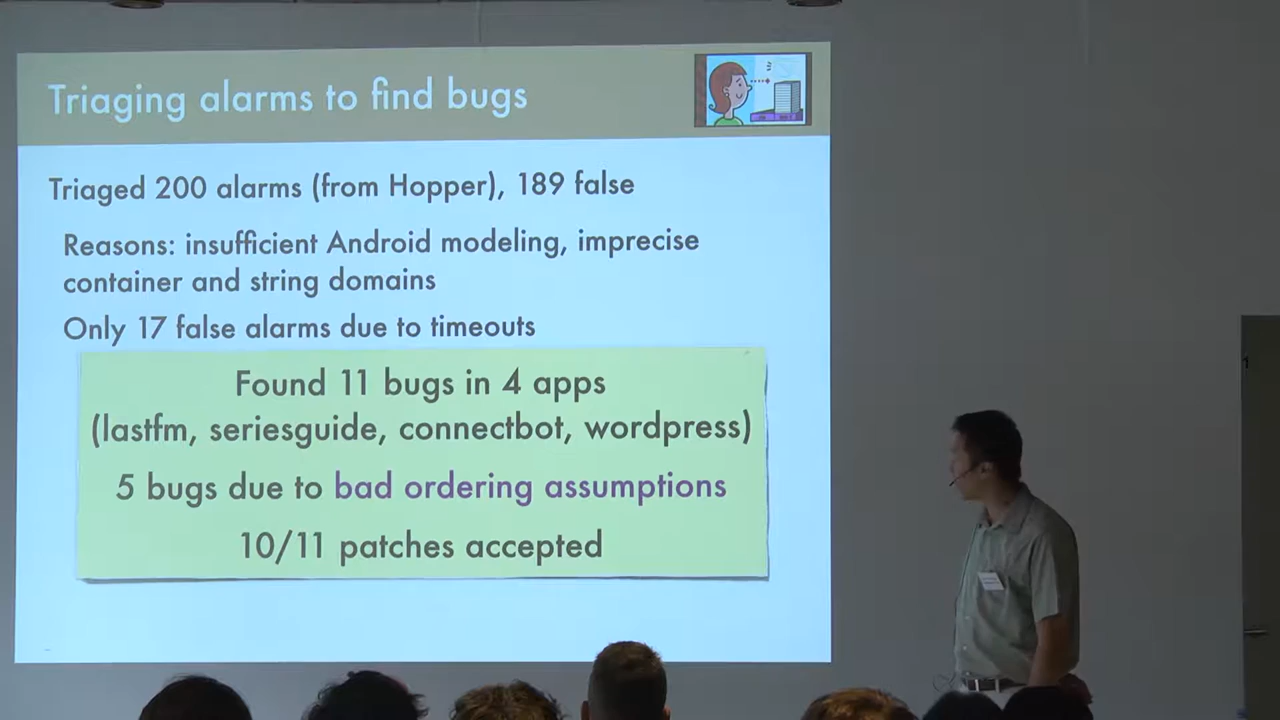 Triaging alarms to find bugs
Triaged 200 alarms (from Hopper), 189 false
Reasons: insufficient Android modeling, imprecise
container and string domains
Only 17 false alarms due to timeouts
Found 11 bugs in 4 apps
(lastfm, seriesguide, connectbot, wordpress)
5 bugs due to bad ordering assumptions
10/11 patches accepted